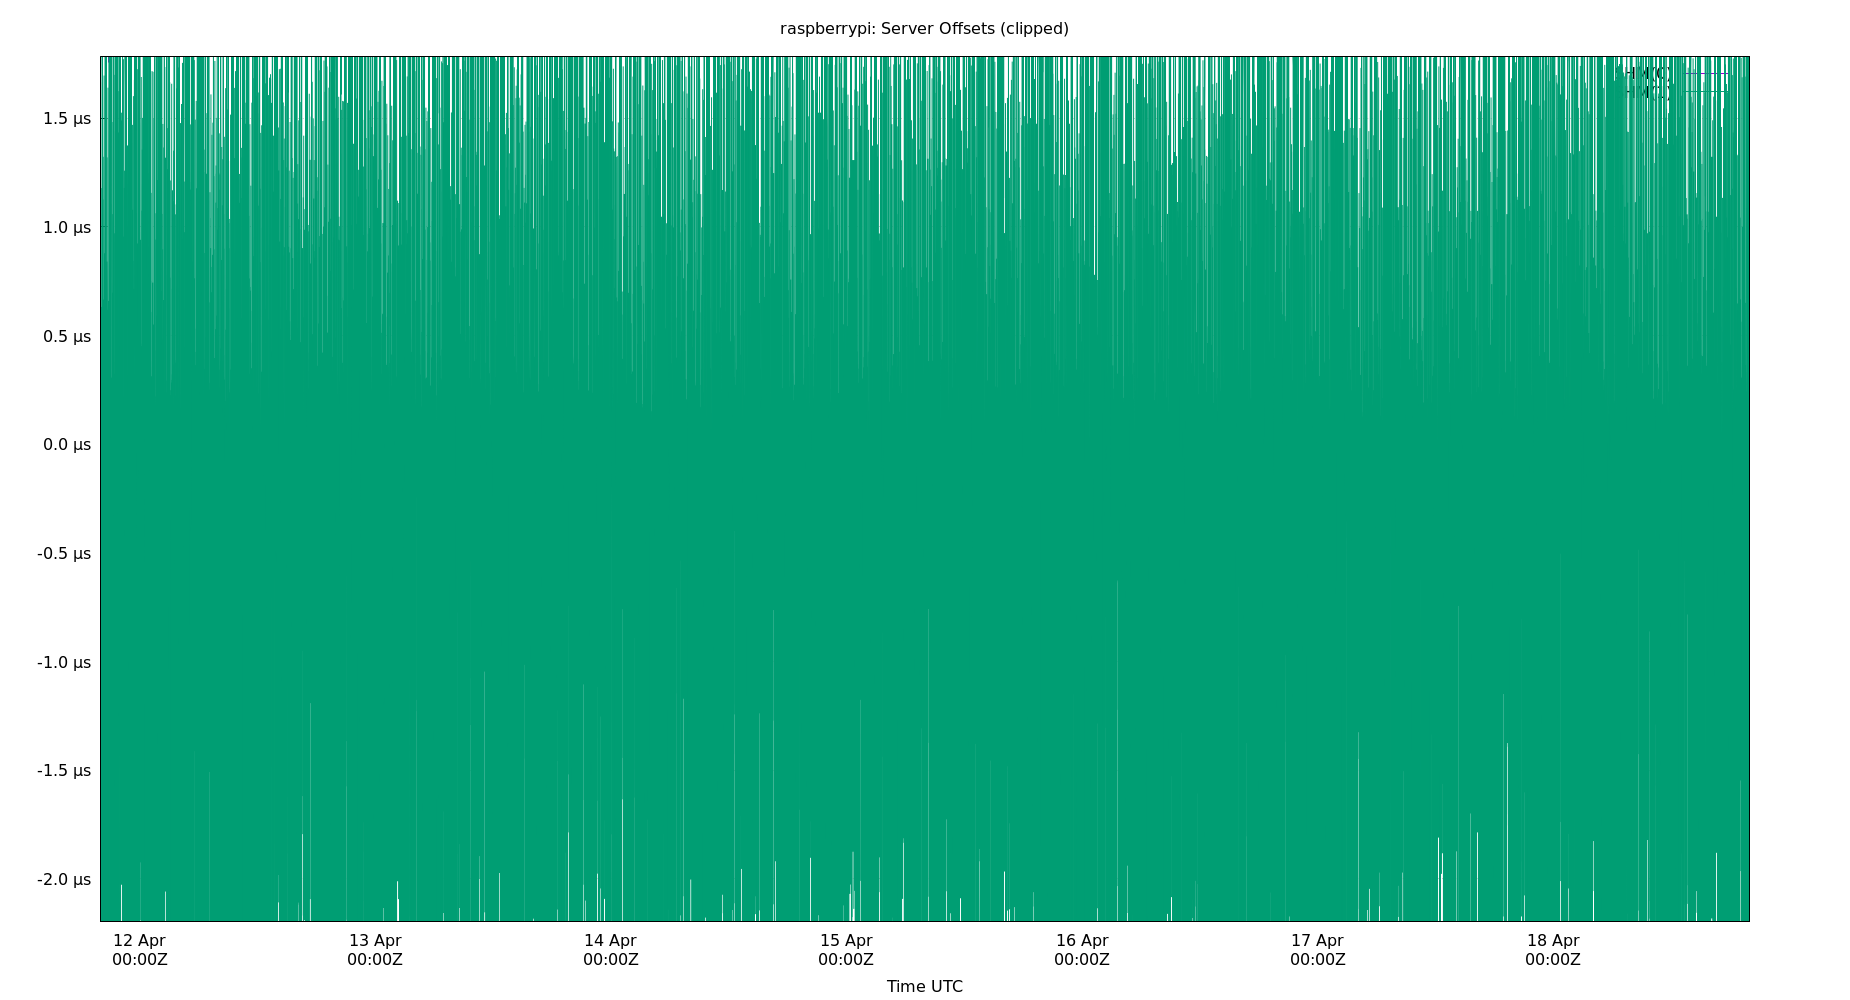 raspberrypi: Server Offsets (clipped)
1.5 µs
1.0 µs
0.5 µs
0.0 µs
-0.5 µs
-1.0 µs
-1.5 µs
-2.0 µs
12 Apr 13 Apr 14 Apr 15 Apr 16 Apr 17 Apr 18 Apr
00:00Z 00:00Z 00:00Z 00:00Z 00:00Z 00:00Z 00:00Z
Time UTC